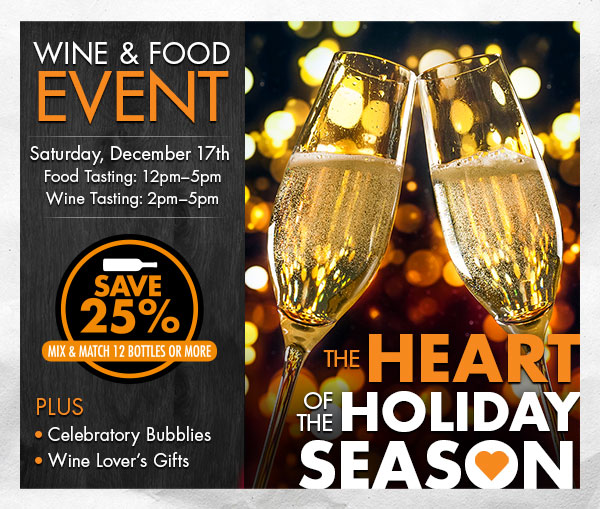 WINE & FOOD
EVENT
Saturday, December 17th
Food Tasting: 12pm–5pm
Wine Tasting: 2pm–5pm
SAVE
25%
MIX & MATCH 12 BOTTLES OR MORE
PLUS
• Celebratory Bubblies
• Wine Lover's Gifts
THE HEART
OF THE HOLIDAY
SEASON